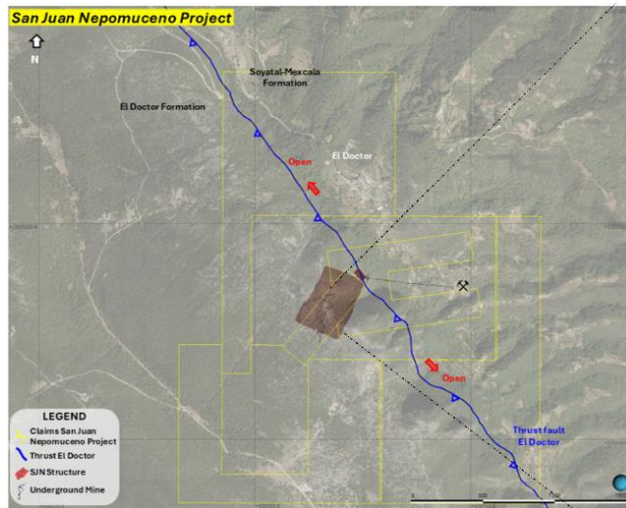 San Juan Nepomuceno Project
N
Soyatal-Mexcala
Formation
El Doctor Formation
El Doctor
Open
Open
Thrust fault
El Doctor
LEGEND
Claims San Juan
Nepomuceno Project
Thrust El Doctor
SJN Structure
Underground Mine